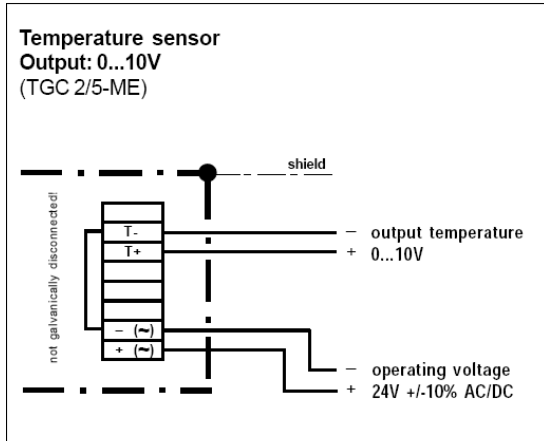 Temperature sensor
Output: 0...10V
(TGC 2/5-ME)
shield
not galvanically disconnected!
T-
T+
– output temperature
+ 0...10V
– (~)
+ (~)
– operating voltage
+ 24V +/-10% AC/DC